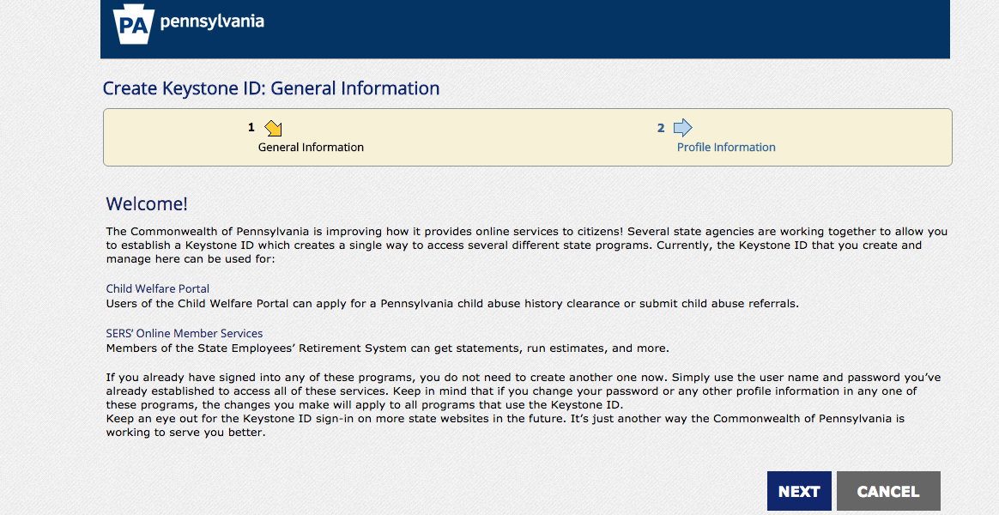 PA pennsylvania
Create Keystone ID: General Information
1
General Information
2
Profile Information
Welcome!
The Commonwealth of Pennsylvania is improving how it provides online services to citizens! Several state agencies are working together to allow you
to establish a Keystone ID which creates a single way to access several different state programs. Currently, the Keystone ID that you create and
manage here can be used for:
Child Welfare Portal
Users of the Child Welfare Portal can apply for a Pennsylvania child abuse history clearance or submit child abuse referrals.
SERS’ Online Member Services
Members of the State Employees’ Retirement System can get statements, run estimates, and more.
If you already have signed into any of these programs, you do not need to create another one now. Simply use the user name and password you’ve
already established to access all of these services. Keep in mind that if you change your password or any other profile information in any one of
these programs, the changes you make will apply to all programs that use the Keystone ID.
Keep an eye out for the Keystone ID sign-in on more state websites in the future. It’s just another way the Commonwealth of Pennsylvania is
working to serve you better.
NEXT CANCEL